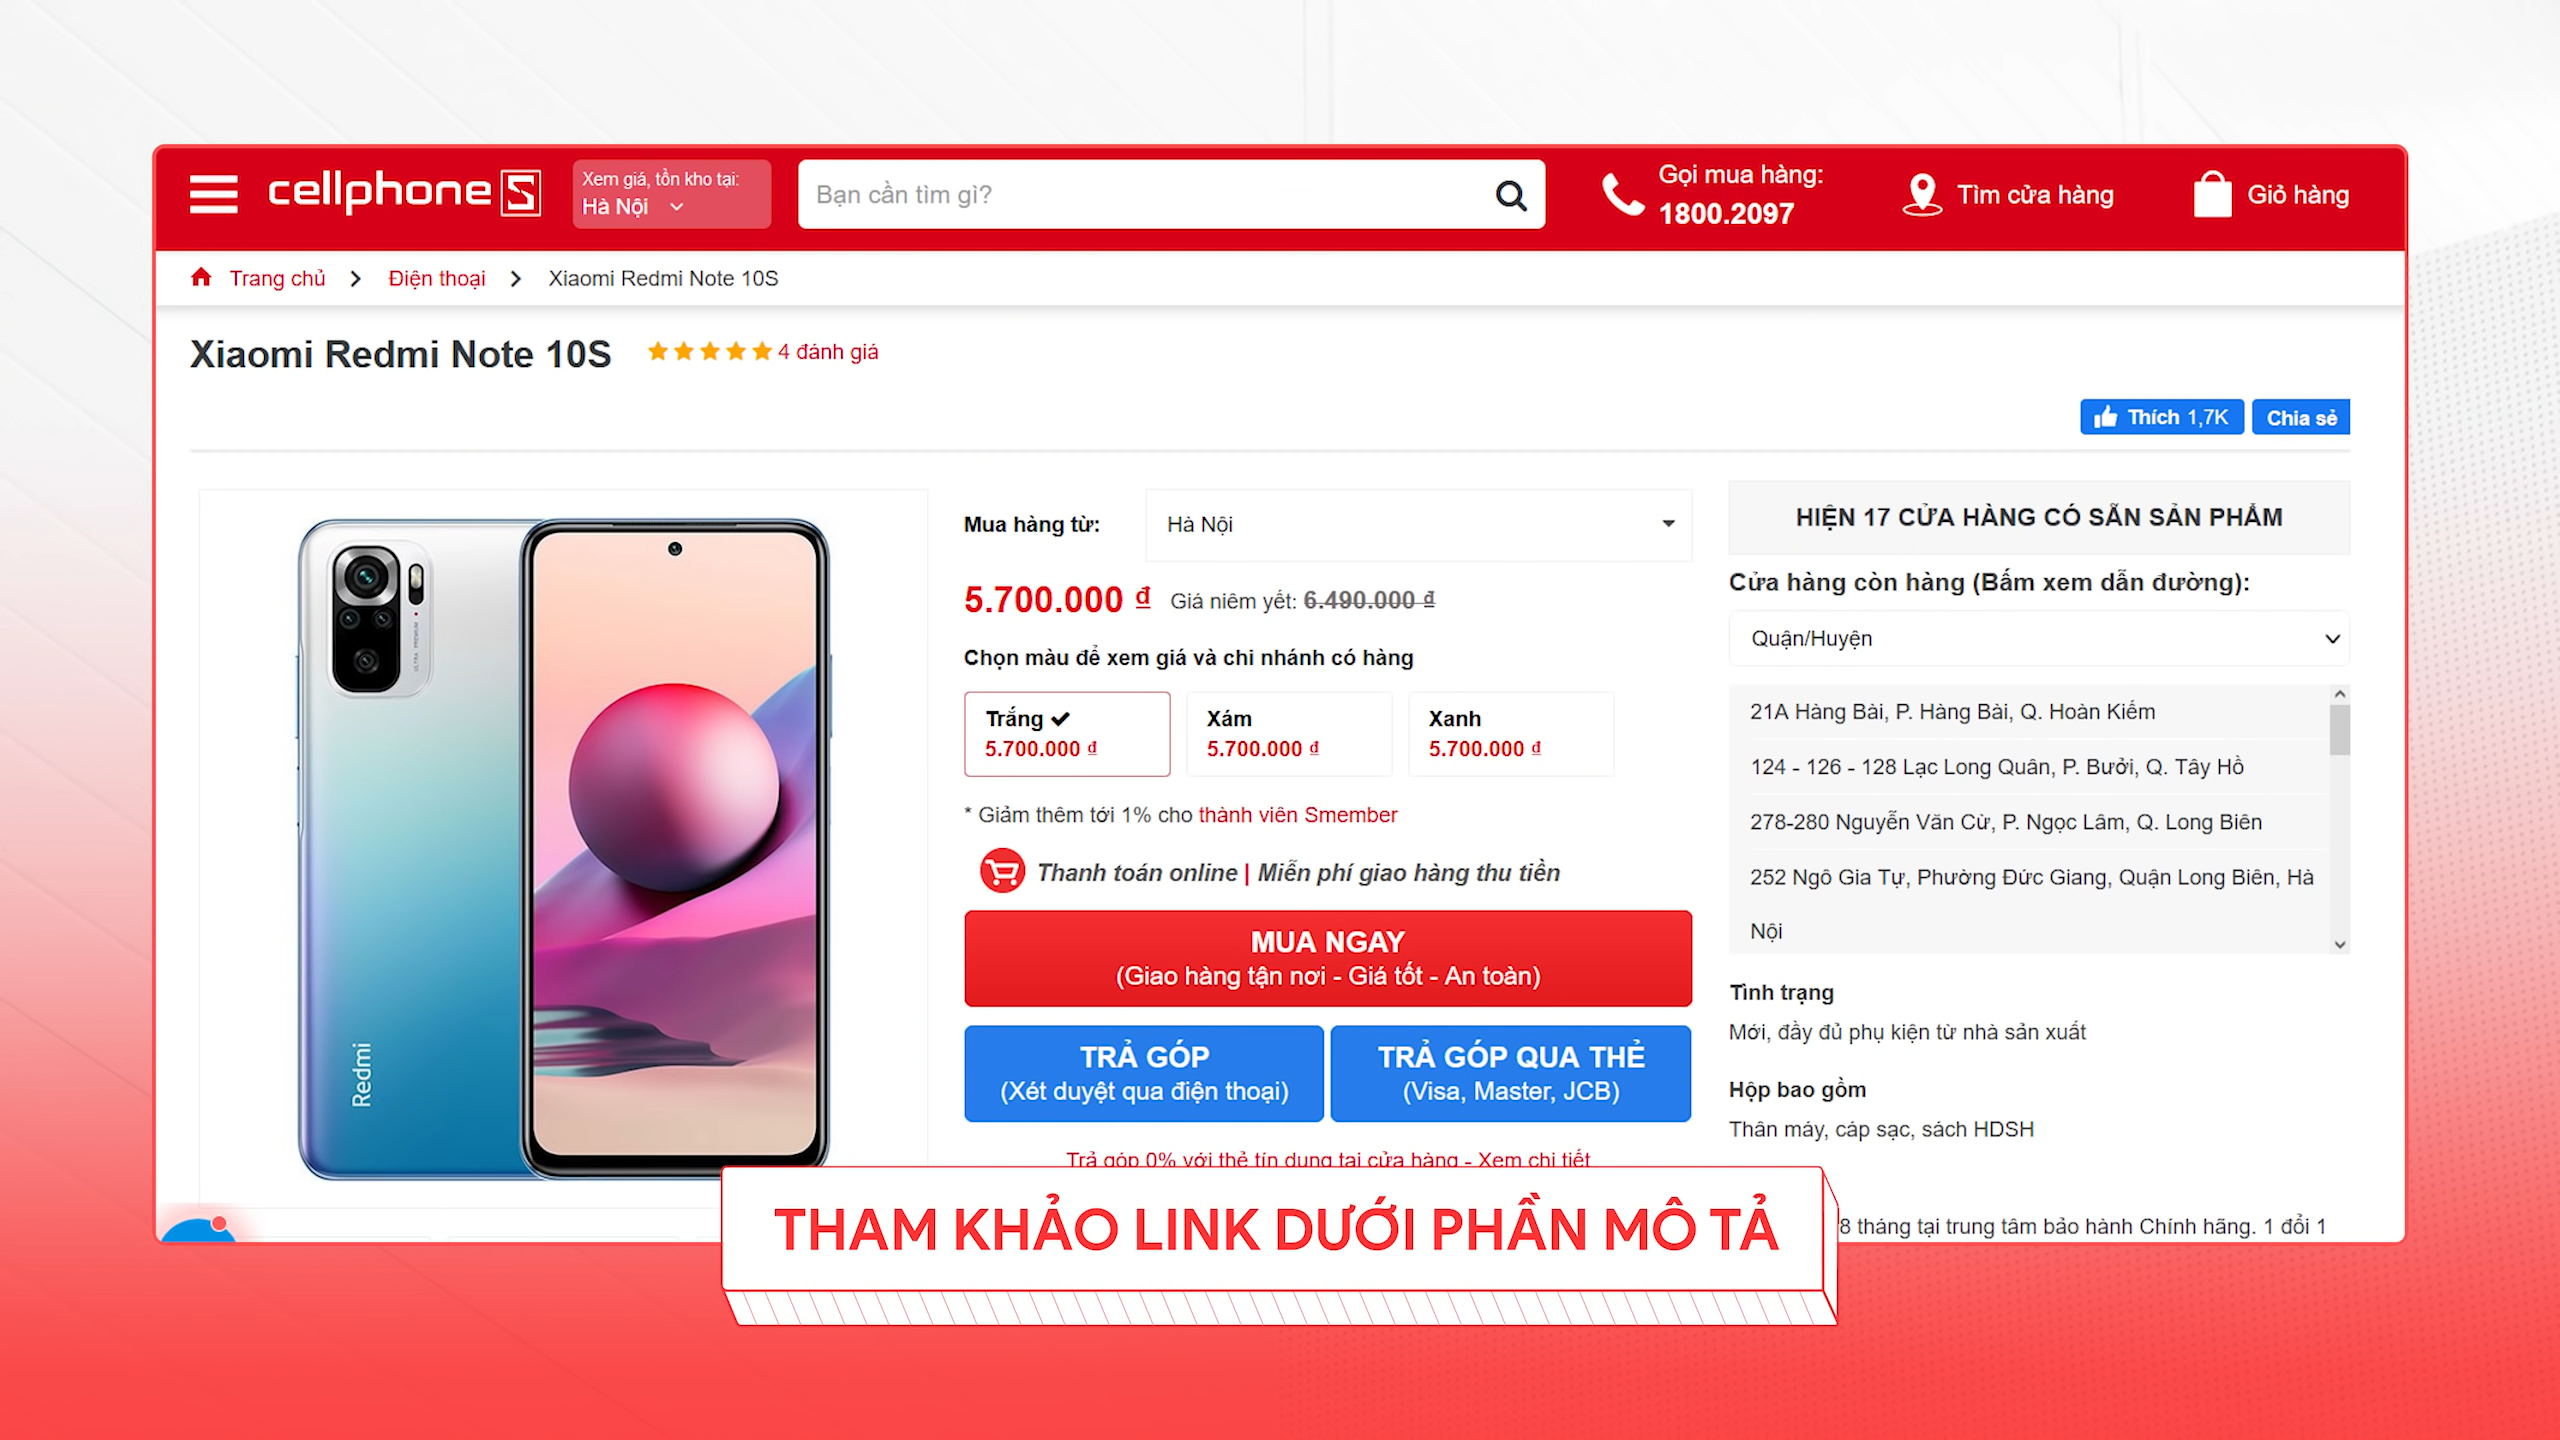 cellphoneS
Xem giá, tồn kho tại:
Hà Nội
Bạn cần tìm gì?
Gọi mua hàng:
1800.2097
Tìm cửa hàng
Giỏ hàng
Trang chủ
Điện thoại
Xiaomi Redmi Note 10S
Xiaomi Redmi Note 10S
4 đánh giá
Thích 1,7K
Chia sẻ
Redmi
Mua hàng từ:
Hà Nội
5.700.000 đ Giá niêm yết: 6.490.000 đ
Chọn màu để xem giá và chi nhánh có hàng
Trắng
5.700.000 đ
Xám
5.700.000 đ
Xanh
5.700.000 đ
* Giảm thêm tới 1% cho thành viên Smember
Thanh toán online | Miễn phí giao hàng thu tiền
MUA NGAY
(Giao hàng tận nơi - Giá tốt - An toàn)
TRẢ GÓP
(Xét duyệt qua điện thoại)
TRẢ GÓP QUA THẺ
(Visa, Master, JCB)
Trả góp 0% với thẻ tín dụng tại cửa hàng - Xem chi tiết
HIỆN 17 CỬA HÀNG CÓ SẴN SẢN PHẨM
Cửa hàng còn hàng (Bấm xem dẫn đường):
Quận/Huyện
21A Hàng Bài, P. Hàng Bài, Q. Hoàn Kiếm
124 - 126 - 128 Lạc Long Quân, P. Bưởi, Q. Tây Hồ
278-280 Nguyễn Văn Cừ, P. Ngọc Lâm, Q. Long Biên
252 Ngô Gia Tự, Phường Đức Giang, Quận Long Biên, Hà
Nội
Tình trạng
Mới, đầy đủ phụ kiện từ nhà sản xuất
Hộp bao gồm
Thân máy, cáp sạc, sách HDSH
8 tháng tại trung tâm bảo hành Chính hãng. 1 đổi 1
THAM KHẢO LINK DƯỚI PHẦN MÔ TẢ